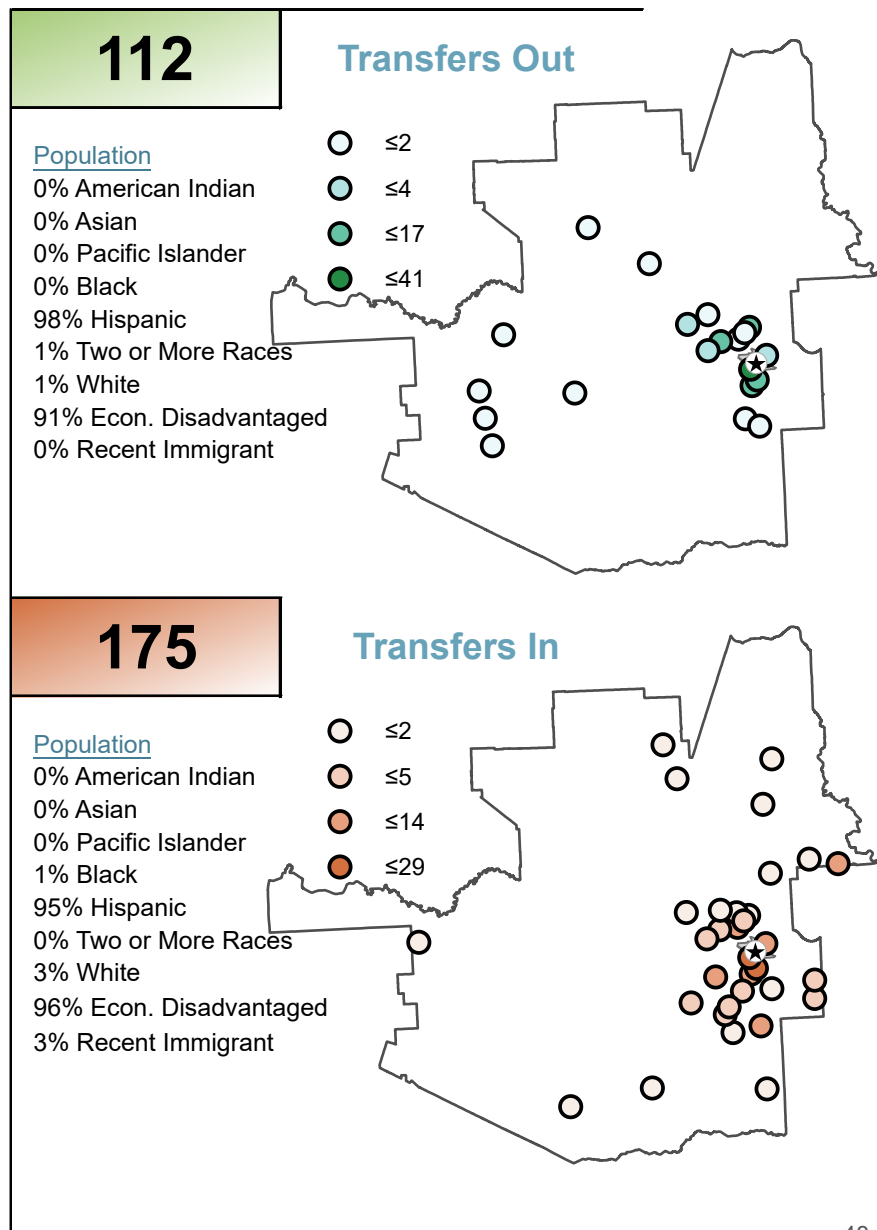 112
Transfers Out
Population
0% American Indian
0% Asian
0% Pacific Islander
0% Black
98% Hispanic
1% Two or More Races
1% White
91% Econ. Disadvantaged
0% Recent Immigrant
≤2
≤4
≤17
≤41
175
Transfers In
Population
0% American Indian
0% Asian
0% Pacific Islander
1% Black
95% Hispanic
0% Two or More Races
3% White
96% Econ. Disadvantaged
3% Recent Immigrant
≤2
≤5
≤14
≤29